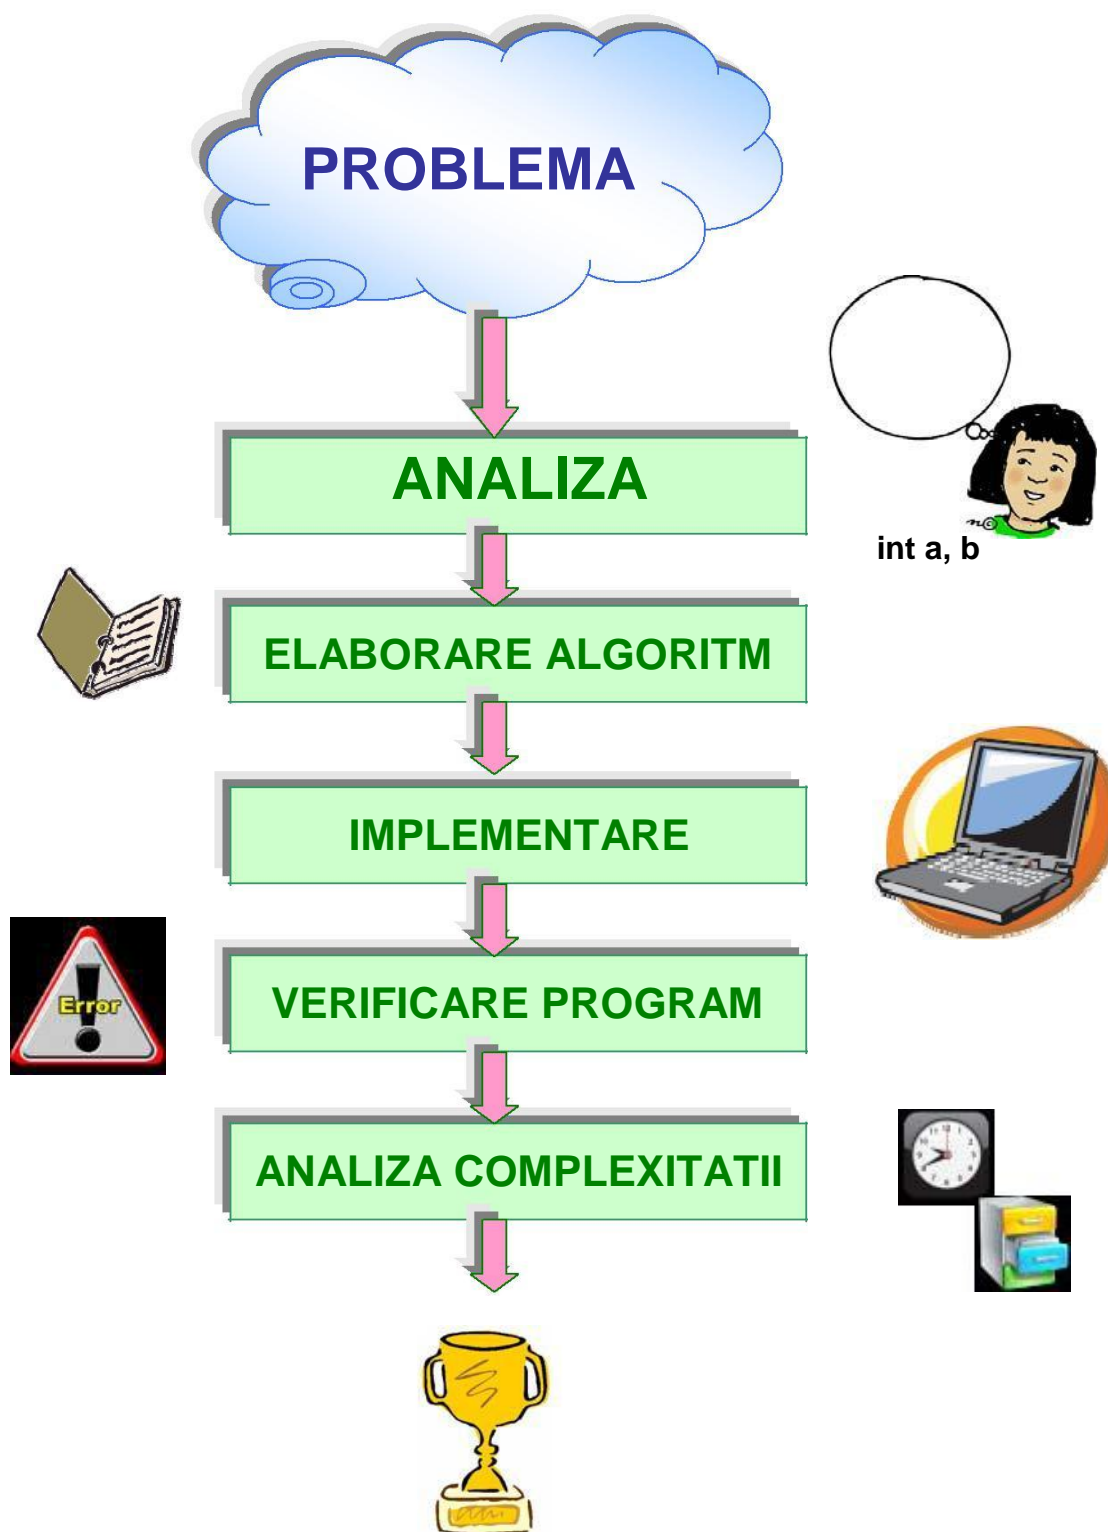 PROBLEMA
ANALIZA
int a, b
ELABORARE ALGORITM
IMPLEMENTARE
VERIFICARE PROGRAM
Error
ANALIZA COMPLEXITATII